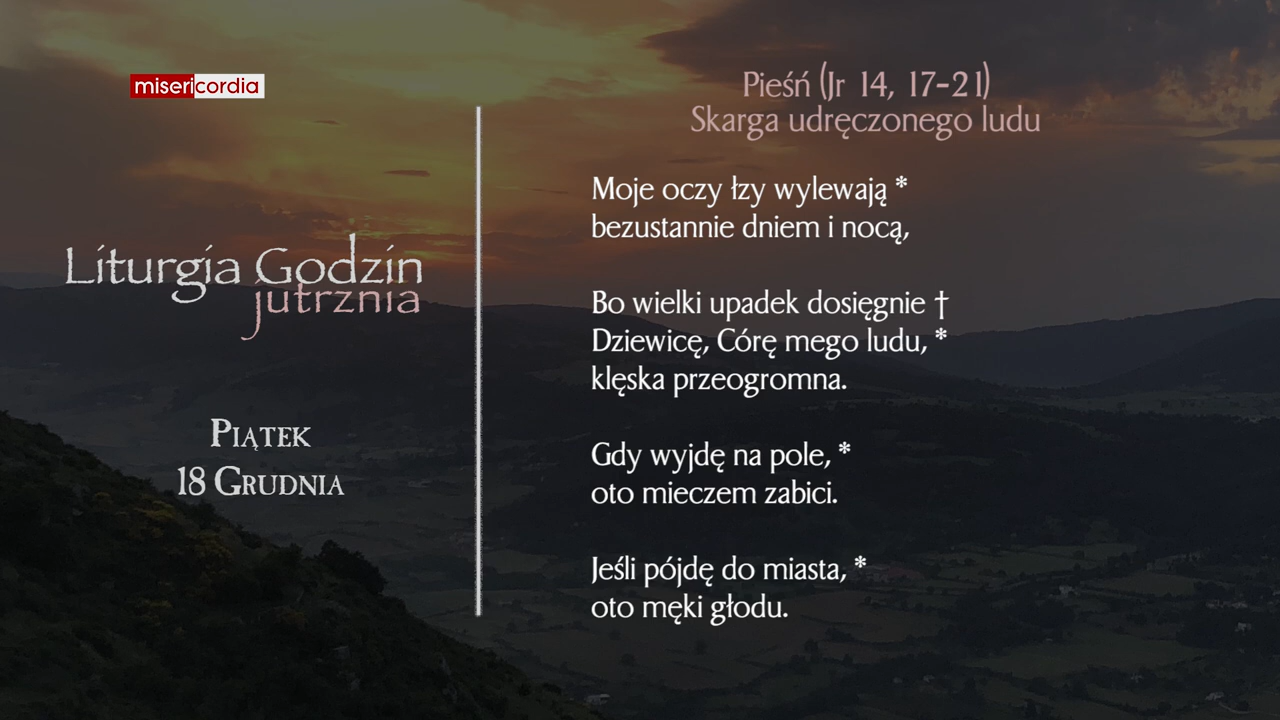 misericordia
Liturgia Godzin
jutrznia
Piątek
18 Grudnia
Pieśń (Jr 14, 17-21)
Skarga udręczonego ludu
Moje oczy łzy wylewają *
bezustannie dniem i nocą,
Bo wielki upadek dosięgnie †
Dziewicę, Córę mego ludu, *
klęska przeogromna.
Gdy wyjdę na pole, *
oto mieczem zabici.
Jeśli pójdę do miasta, *
oto męki głodu.